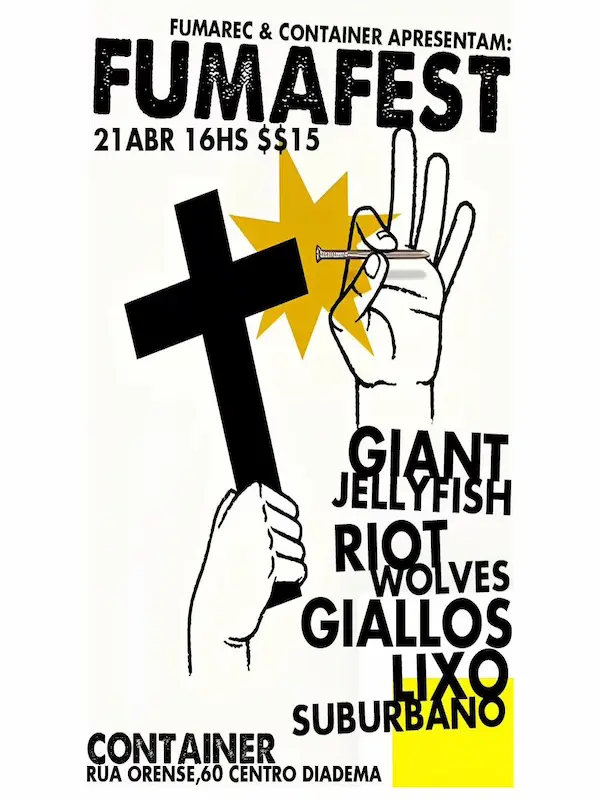 FUMAREC & CONTAINER APRESENTAM:
FUMAFEST
21ABR 16HS $$15
GIANT
JELLYFISH
RIOT
WOLVES
GIALLOS
LIXO
SUBURBANO
CONTAINER
RUA ORENSE,60 CENTRO DIADEMA